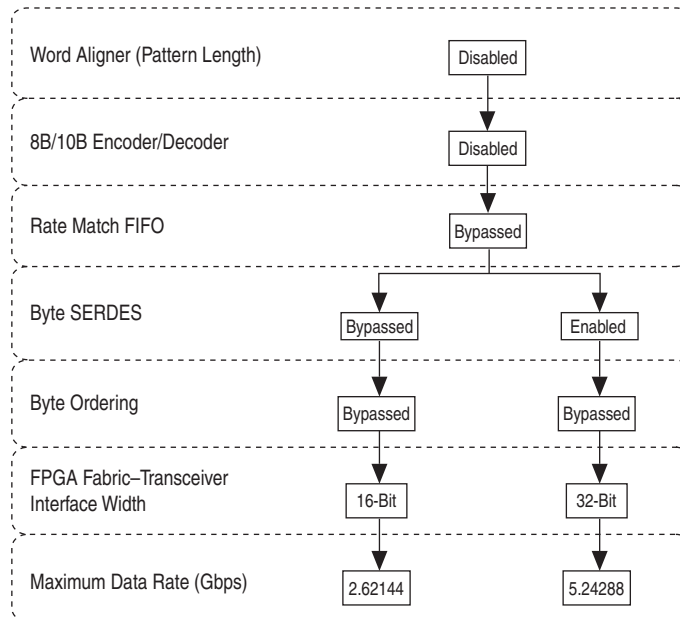 Word Aligner (Pattern Length)
Disabled
8B/10B Encoder/Decoder
Disabled
Rate Match FIFO
Bypassed
Byte SERDES
Bypassed
Enabled
Byte Ordering
Bypassed
Bypassed
FPGA Fabric–Transceiver
Interface Width
16-Bit
32-Bit
Maximum Data Rate (Gbps)
2.62144
5.24288